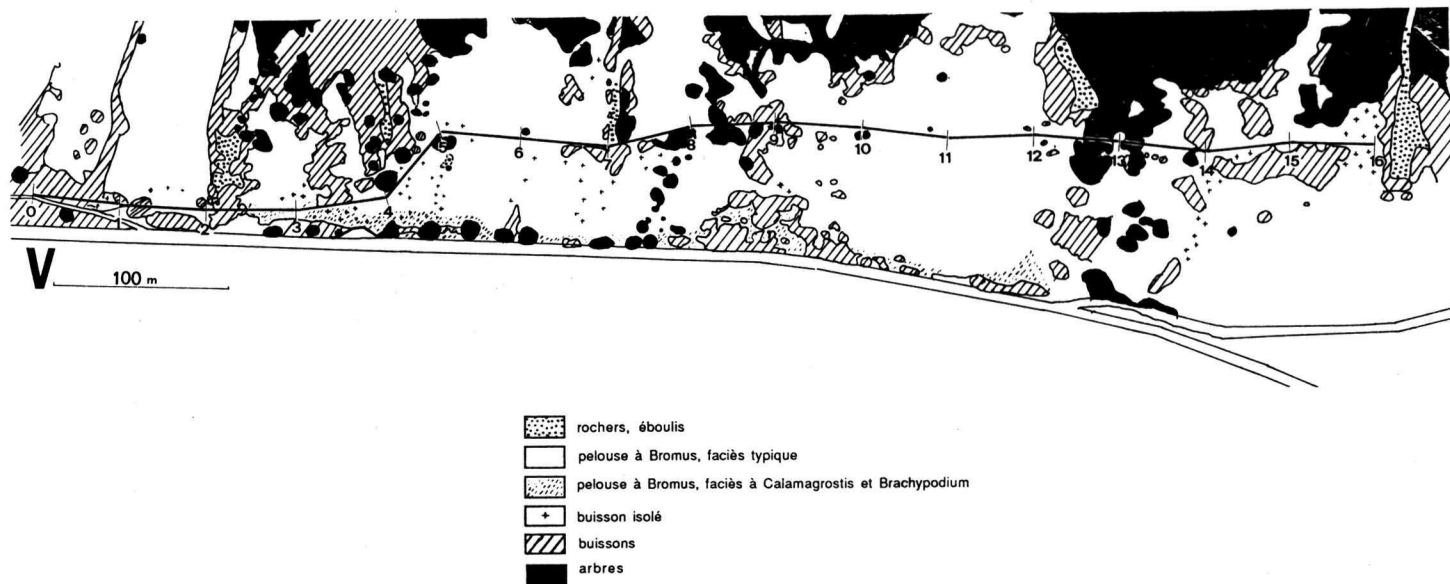 0 1 2 3 4 5 6 8 9 10 11 12 13 14 15 16
V
100 m
rochers, éboulis
pelouse à Bromus, faciès typique
pelouse à Bromus, faciès à Calamagrostis et Brachypodium
buisson isolé
buissons
arbres